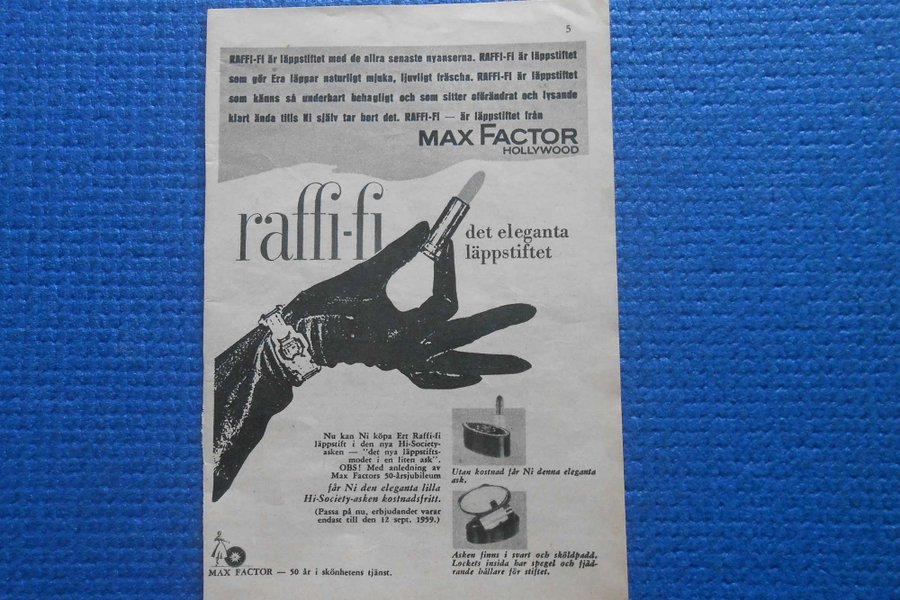 5
RAFFI-FI är läppstiftet med de allra senaste nyanserna. RAFFI-FI är läppstiftet
som gör Era läppar naturligt mjuka, ljuvligt fräscha. RAFFI-FI är läppstiftet
som känns så underbart behagligt och som sitter oförändrat och lysande
klart ända tills Ni själv tar bort det. RAFFI-FI — är läppstiftet från
MAX FACTOR
HOLLYWOOD
raffi-fi
det eleganta
läppstiftet
Nu kan Ni köpa Ert Raffi-fi
läppstift i den nya Hi-Society-
asken — "det nya läppstifts-
modet i en liten ask".
OBS! Med anledning av
Max Factors 50-årsjubileum
får Ni den eleganta lilla
Hi-Society-asken kostnadsfritt.
(Passa på nu, erbjudandet varar
endast till den 12 sept. 1959.)
Utan kostnad får Ni denna eleganta
ask.
Asken finns i svart och sköldpadd.
Lockets insida har spegel och fjäd-
rande hållare för stiftet.
MAX FACTOR — 50 år i skönhetens tjänst.